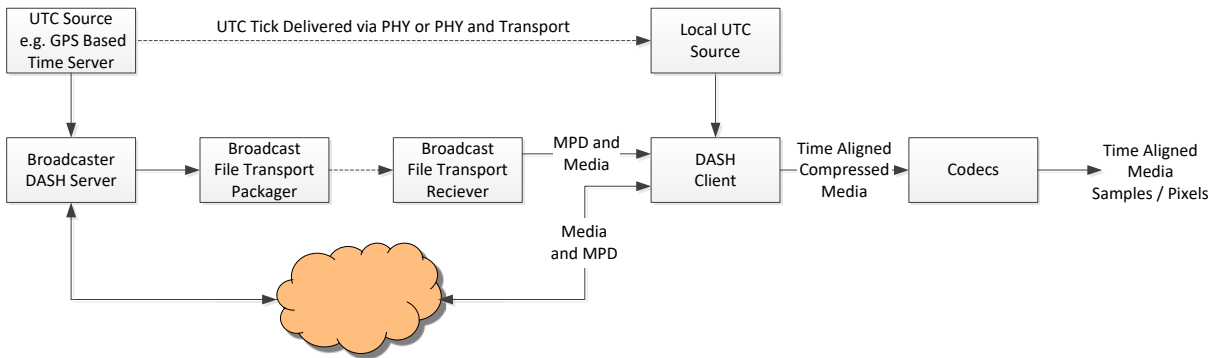 UTC Source
e.g. GPS Based
Time Server
UTC Tick Delivered via PHY or PHY and Transport
Local UTC
Source
Broadcaster
DASH Server
Broadcast
File Transport
Packager
Broadcast
File Transport
Reciever
MPD and
Media
DASH
Client
Time Aligned
Compressed
Media
Codecs
Time Aligned
Media
Samples / Pixels
Media
and MPD